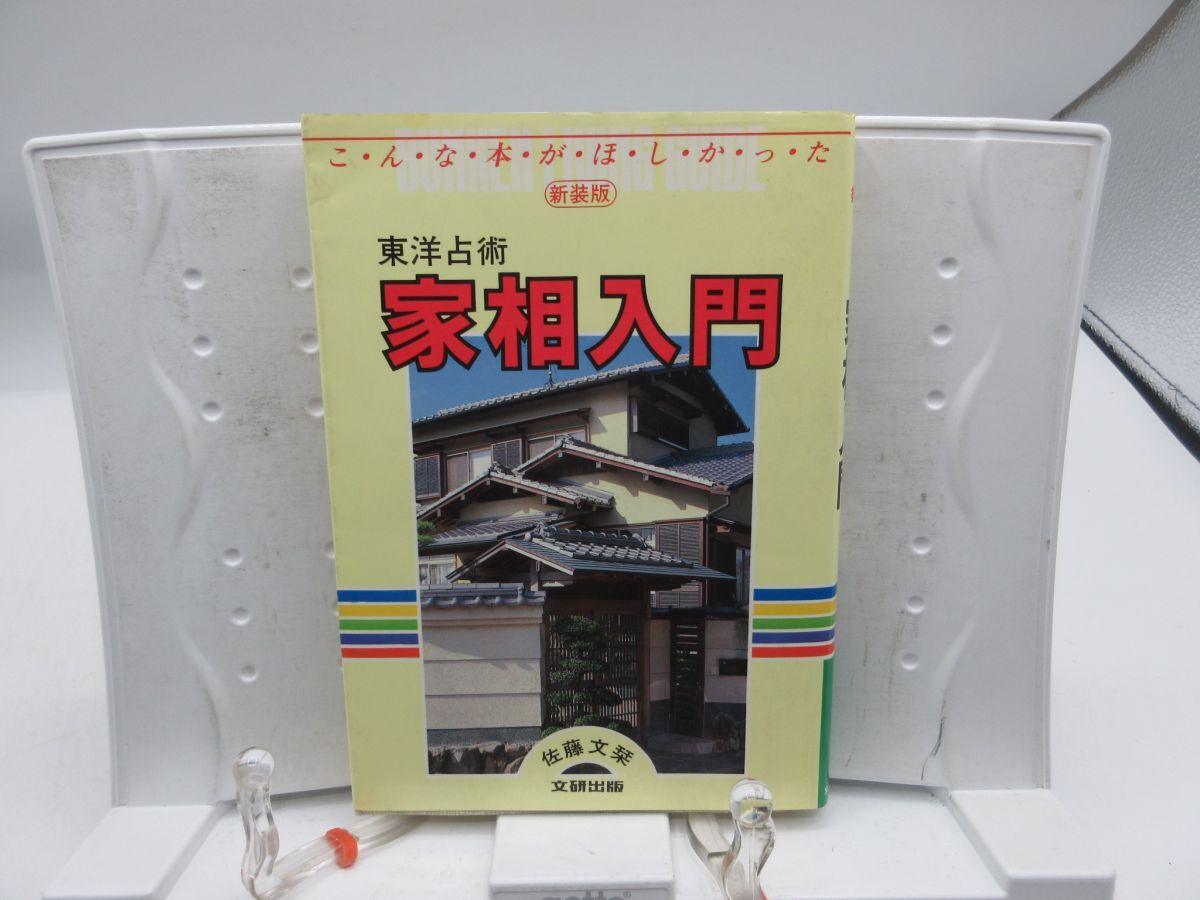 こ・ん・な・本・が・ほ・し・か・っ・た
新装版
東洋占術
家相入門
佐藤文栞
文研出版